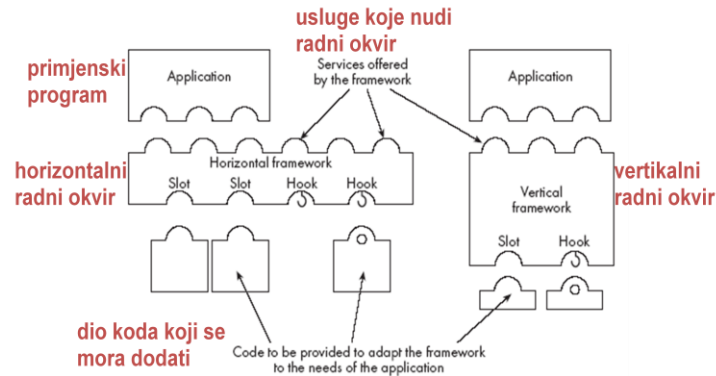 usluge koje nudi
radni okvir
primjenski
program
Application
Services offered
by the framework
Application
horizontalni
radni okvir
Horizontal framework
Slot
Slot
Hook
Hook
vertikalni
radni okvir
Vertical
framework
Slot
Hook
dio koda koji se
mora dodati
Code to be provided to adapt the framework
to the needs of the application